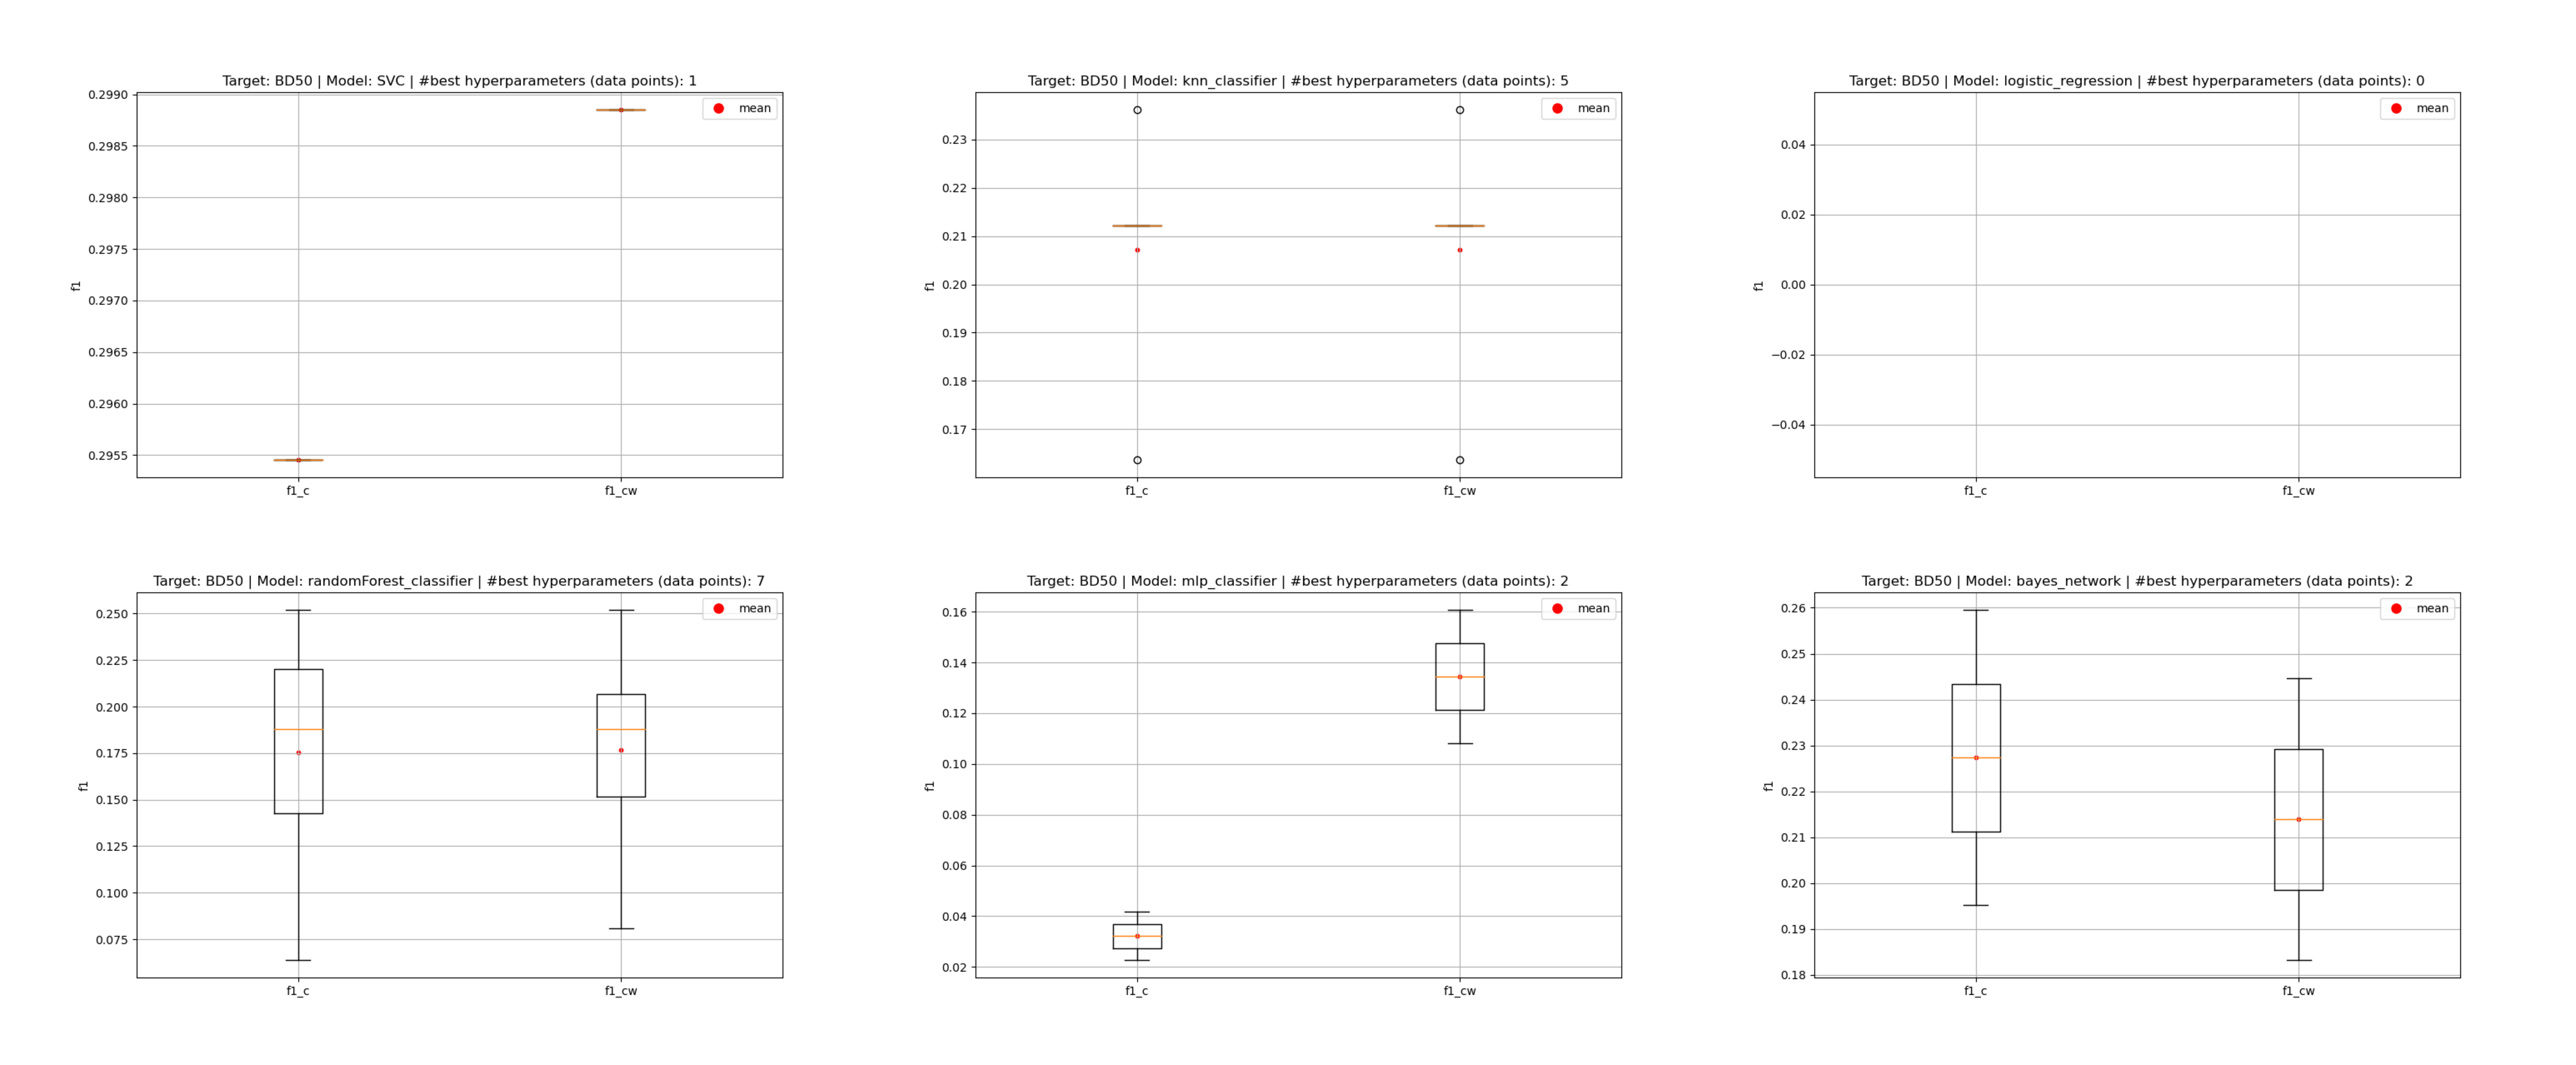 Target: BD50 | Model: SVC | #best hyperparameters (data points): 1
mean
0.2990
0.2985
0.2980
0.2975
0.2970
0.2965
0.2960
0.2955
f1
f1_c
f1_cw
Target: BD50 | Model: knn_classifier | #best hyperparameters (data points): 5
mean
0.23
0.22
0.21
0.20
0.19
0.18
0.17
f1
f1_c
f1_cw
Target: BD50 | Model: logistic_regression | #best hyperparameters (data points): 0
mean
0.04
0.02
0.00
−0.02
−0.04
f1
f1_c
f1_cw
Target: BD50 | Model: randomForest_classifier | #best hyperparameters (data points): 7
mean
0.250
0.225
0.200
0.175
0.150
0.125
0.100
0.075
f1
f1_c
f1_cw
Target: BD50 | Model: mlp_classifier | #best hyperparameters (data points): 2
mean
0.16
0.14
0.12
0.10
0.08
0.06
0.04
0.02
f1
f1_c
f1_cw
Target: BD50 | Model: bayes_network | #best hyperparameters (data points): 2
mean
0.26
0.25
0.24
0.23
0.22
0.21
0.20
0.19
0.18
f1
f1_c
f1_cw